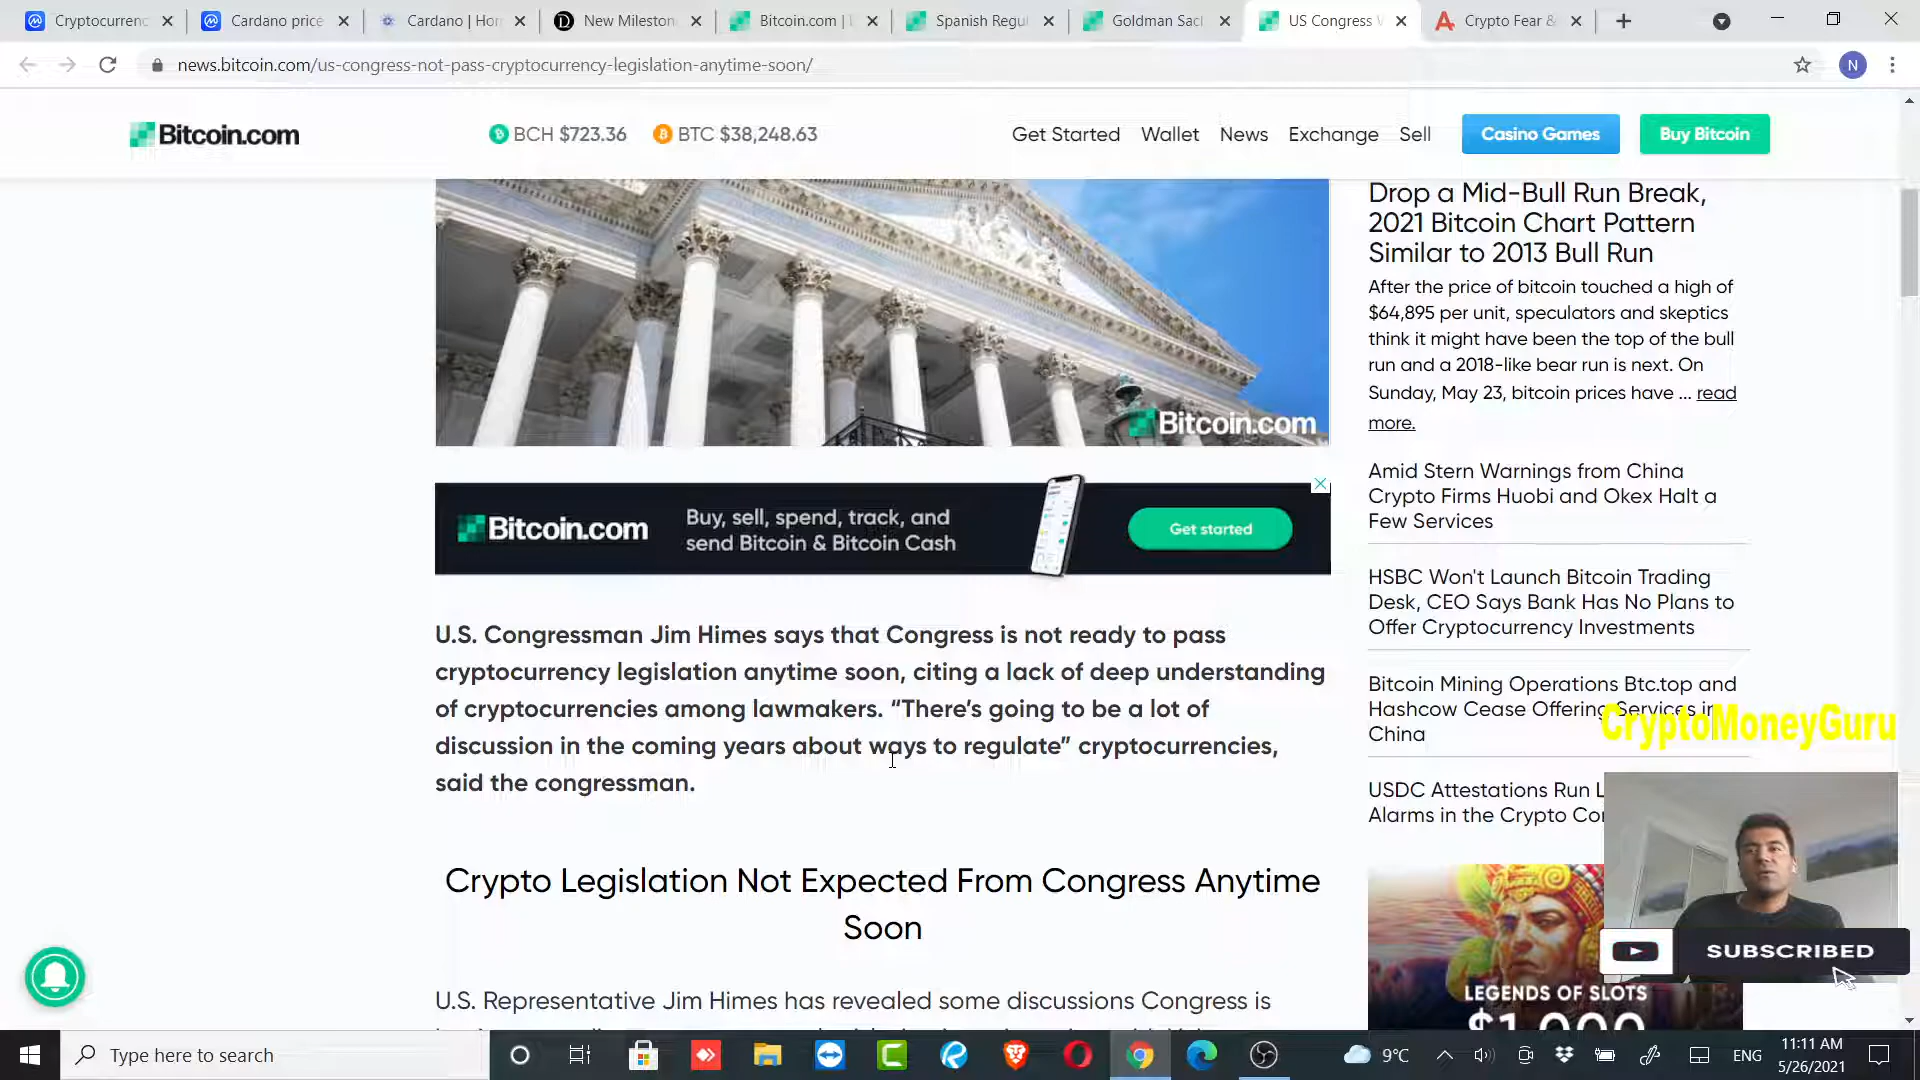 Cryptocurrenc
Cardano price
Cardano | Hom
New Mileston
Bitcoin.com |
Spanish Regul
Goldman Sac
US Congress
Crypto Fear &
news.bitcoin.com/us-congress-not-pass-cryptocurrency-legislation-anytime-soon/
N
Bitcoin.com
BCH $723.36
BTC $38,248.63
Get Started
Wallet
News
Exchange
Sell
Casino Games
Buy Bitcoin
Bitcoin.com
Bitcoin.com
Buy, sell, spend, track, and
send Bitcoin & Bitcoin Cash
Get started
U.S. Congressman Jim Himes says that Congress is not ready to pass
cryptocurrency legislation anytime soon, citing a lack of deep understanding
of cryptocurrencies among lawmakers. “There’s going to be a lot of
discussion in the coming years about ways to regulate” cryptocurrencies,
said the congressman.
Crypto Legislation Not Expected From Congress Anytime
Soon
U.S. Representative Jim Himes has revealed some discussions Congress is
Drop a Mid-Bull Run Break,
2021 Bitcoin Chart Pattern
Similar to 2013 Bull Run
After the price of bitcoin touched a high of
$64,895 per unit, speculators and skeptics
think it might have been the top of the bull
run and a 2018-like bear run is next. On
Sunday, May 23, bitcoin prices have ... read
more.
Amid Stern Warnings from China
Crypto Firms Huobi and Okex Halt a
Few Services
HSBC Won't Launch Bitcoin Trading
Desk, CEO Says Bank Has No Plans to
Offer Cryptocurrency Investments
Bitcoin Mining Operations Btc.top and
Hashcow Cease Offering Services in
China
CryptoMoneyGuru
USDC Attestations Run L
Alarms in the Crypto Co
SUBSCRIBED
LEGENDS OF SLOTS
$1,000
Type here to search
9°C
ENG
11:11 AM
5/26/2021